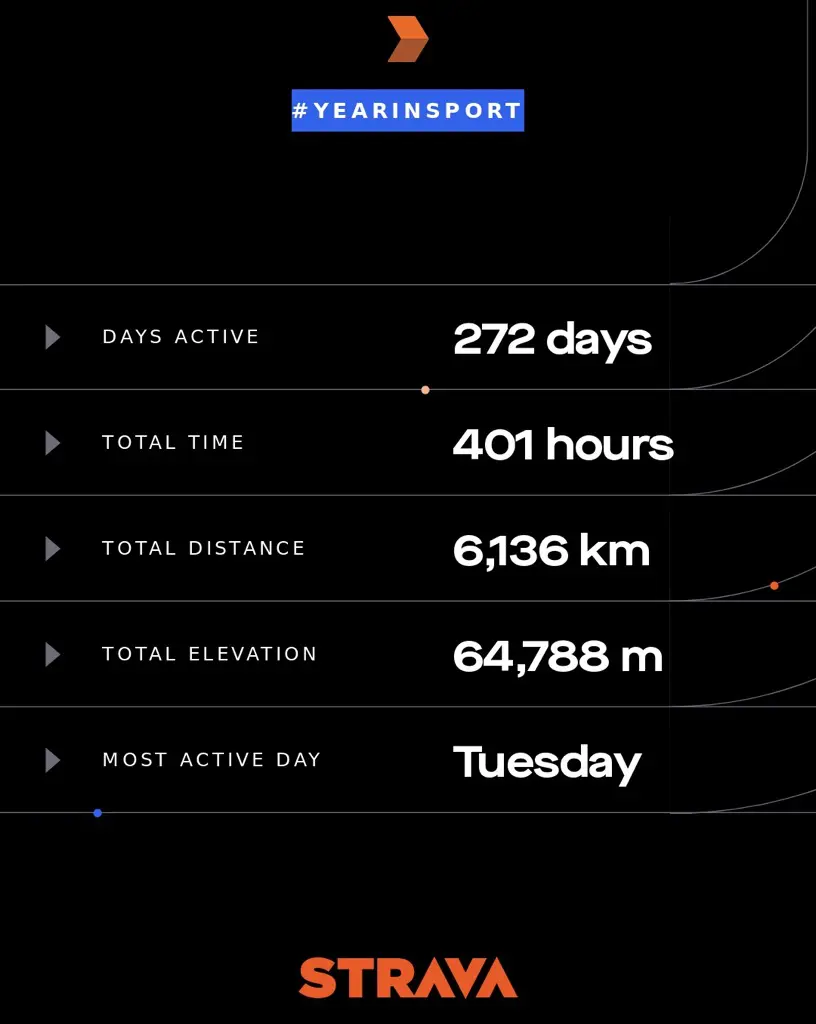 #YEARINSPORT
DAYS ACTIVE 272 days
TOTAL TIME 401 hours
TOTAL DISTANCE 6,136 km
TOTAL ELEVATION 64,788 m
MOST ACTIVE DAY Tuesday
STRAVA